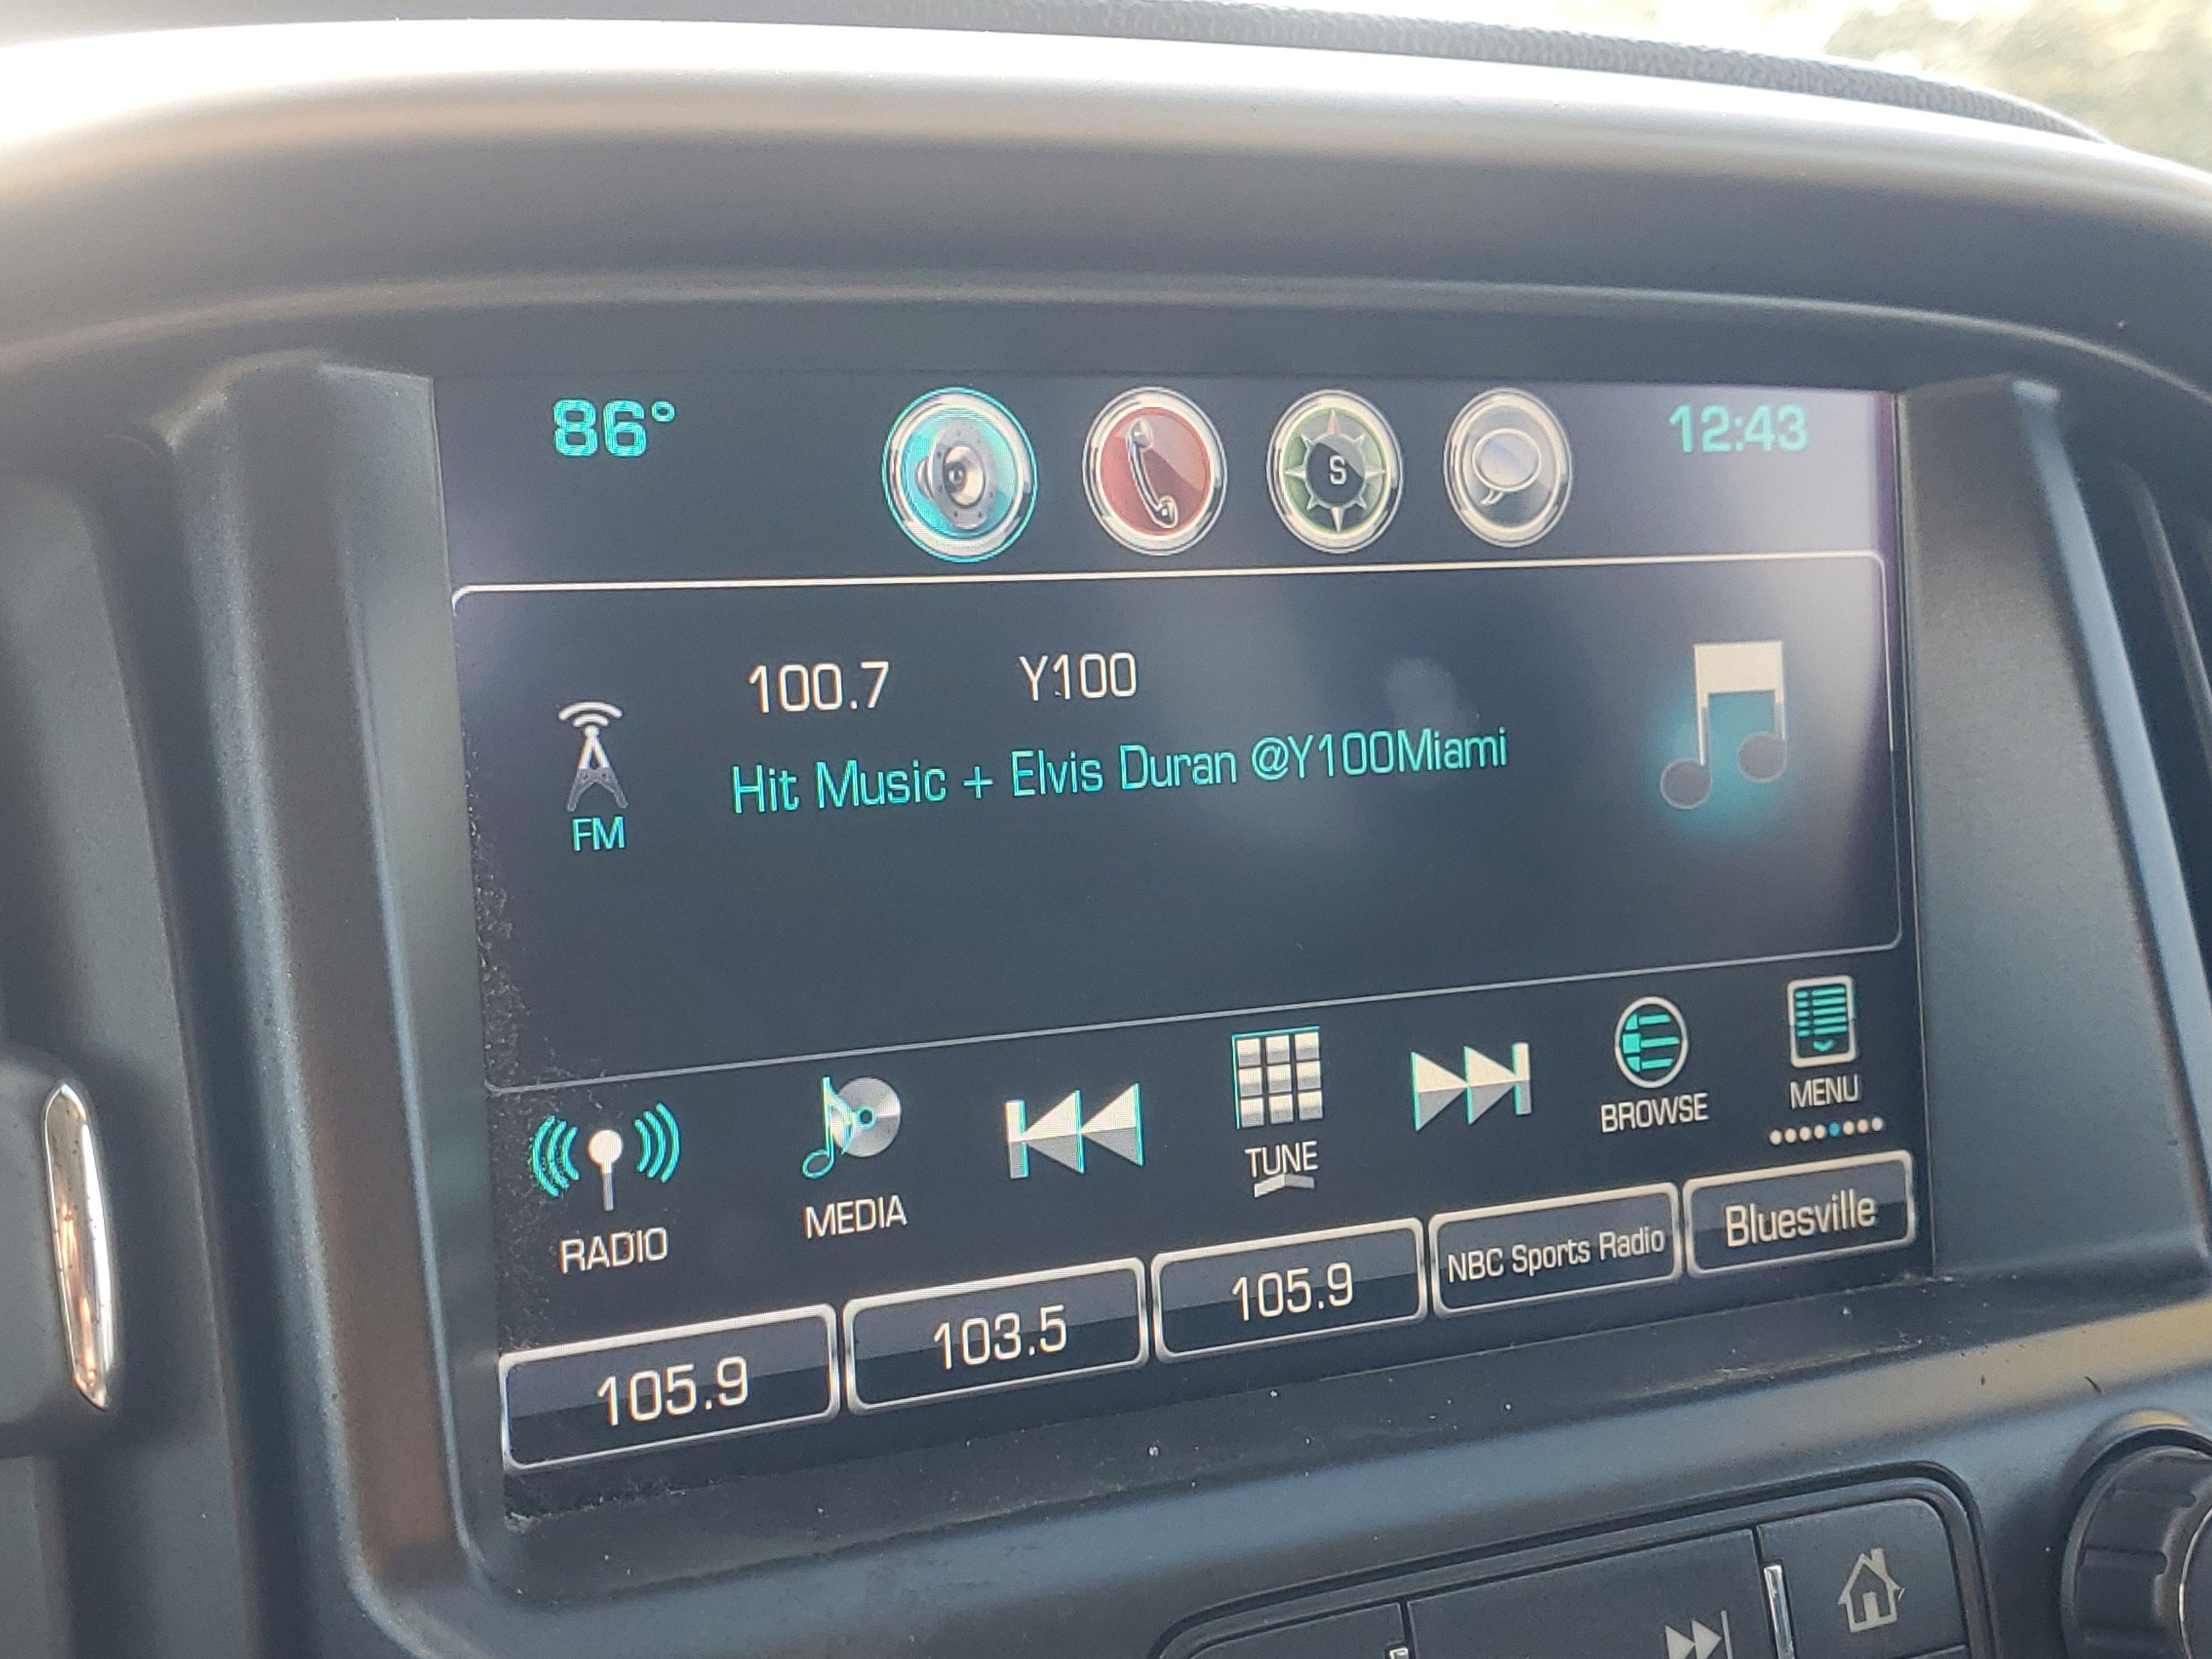 86°
S
12:43
100.7 Y100
Hit Music + Elvis Duran @Y100Miami
FM
RADIO
MEDIA
TUNE
BROWSE
MENU
105.9
103.5
105.9
NBC Sports Radio
Bluesville